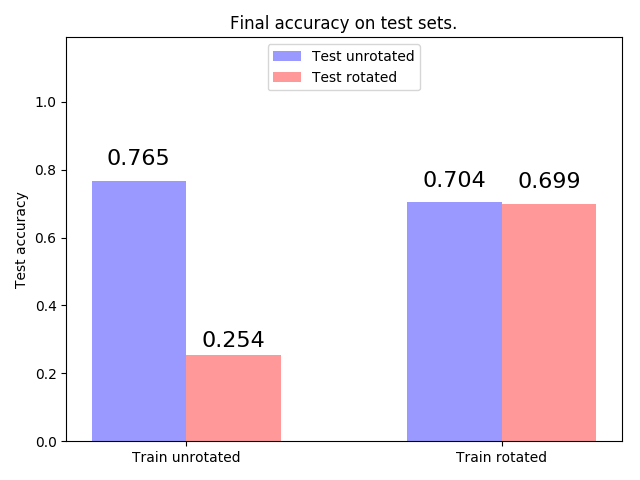 Final accuracy on test sets.
Test unrotated
Test rotated
Test accuracy
1.0
0.8
0.6
0.4
0.2
0.0
0.765
0.254
0.704
0.699
Train unrotated
Train rotated